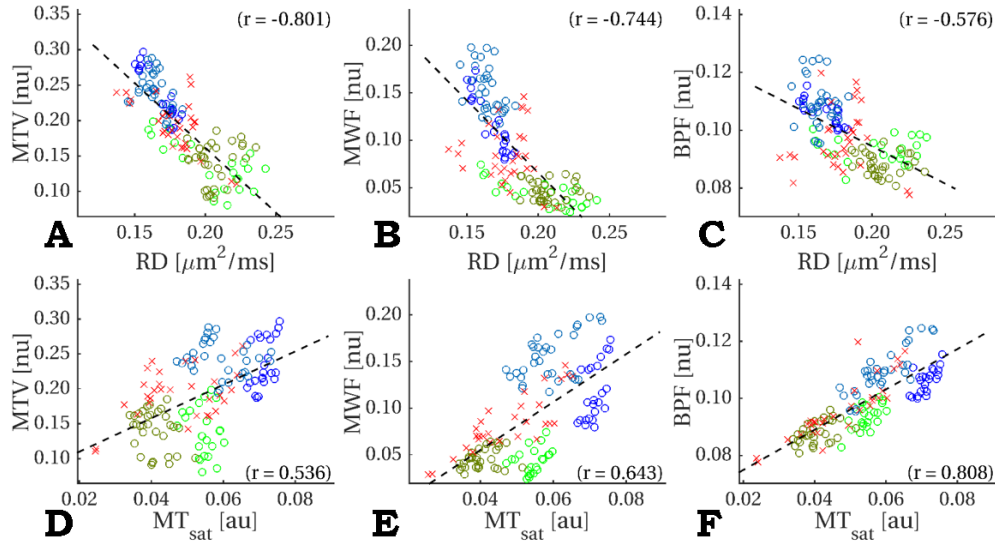 (r = -0.801)
0.30
0.25
0.20
0.15
0.10
MTV [nu]
A
0.15 0.20 0.25
RD [μm²/ms]
(r = -0.744)
0.20
0.15
0.10
0.05
MWF [nu]
B
0.15 0.20 0.25
RD [μm²/ms]
(r = -0.576)
0.14
0.12
0.10
0.08
BPF [nu]
C
0.15 0.20 0.25
RD [μm²/ms]
0.35
0.30
0.25
0.20
0.15
0.10
MTV [nu]
(r = 0.536)
D
0.02 0.04 0.06 0.08
MTsat [au]
0.20
0.15
0.10
0.05
MWF [nu]
(r = 0.643)
E
0.04 0.06 0.08
MTsat [au]
0.14
0.12
0.10
0.08
BPF [nu]
(r = 0.808)
F
0.02 0.04 0.06 0.08
MTsat [au]